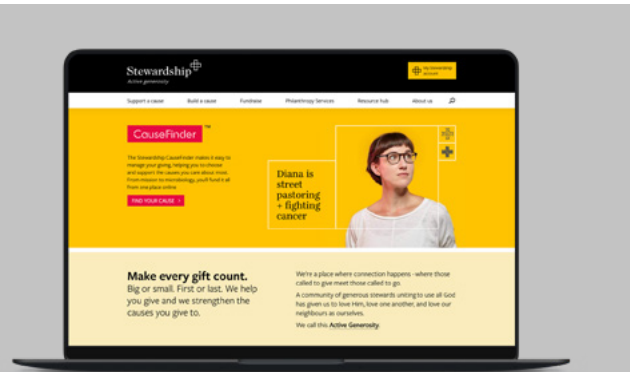 Stewardship
Active generosity
my Stewardship
account
Support a cause
Build a cause
Fundraise
Philanthropy Services
Resource hub
About us
CauseFinder™
The Stewardship CauseFinder makes it easy to
manage your giving, helping you to choose
and support the causes you care about most.
From mission to microbiology, you'll fund it all
from one place online
FIND YOUR CAUSE >
Diana is
street
pastoring
+ fighting
cancer
Make every gift count.
Big or small. First or last. We help
you give and we strengthen the
causes you give to.
We're a place where connection happens - where those
called to give meet those called to go.
A community of generous stewards uniting to use all God
has given us to love Him, love one another, and love our
neighbours as ourselves.
We call this Active Generosity.